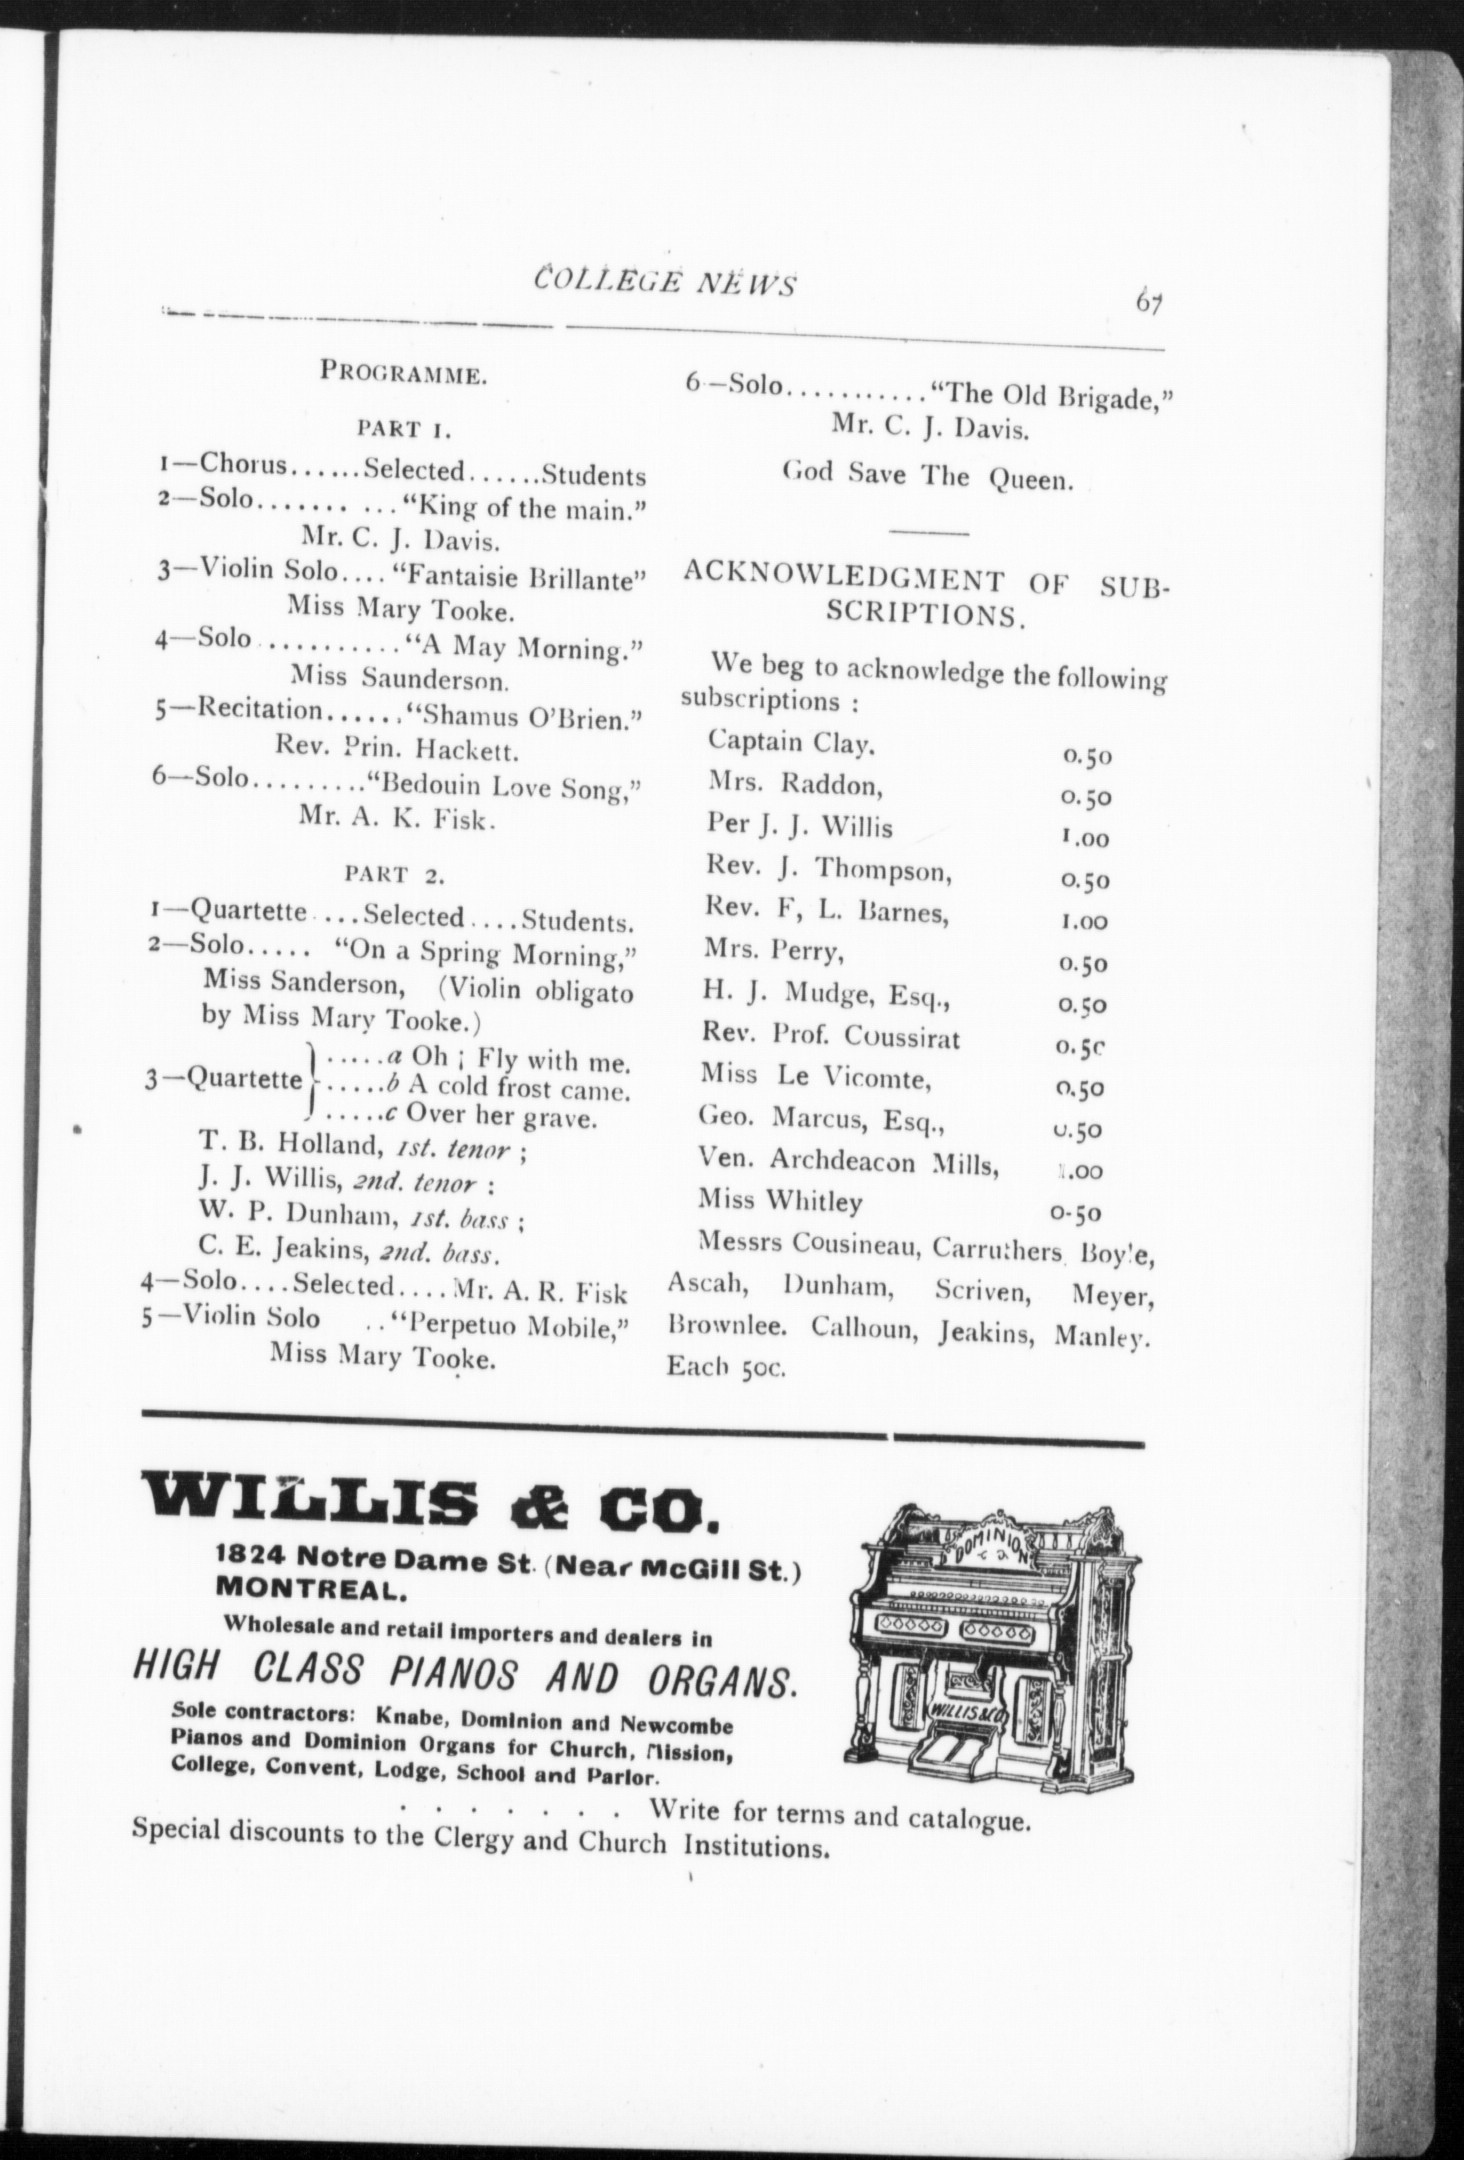 COLLEGE NEWS
67
PROGRAMME.
PART 1.
1—Chorus......Selected......Students
2—Solo....... ..."King of the main."
Mr. C. J. Davis.
3—Violin Solo...."Fantaisie Brillante"
Miss Mary Tooke.
4—Solo .........."A May Morning."
Miss Saunderson.
5—Recitation......"Shamus O'Brien."
Rev. Prin. Hackett.
6—Solo........."Bedouin Love Song,"
Mr. A. K. Fisk.
PART 2.
1—Quartette ...Selected....Students.
2—Solo..... "On a Spring Morning,"
Miss Sanderson, (Violin obligato
by Miss Mary Tooke.)
.....a Oh ; Fly with me.
3—Quartette .....b A cold frost came.
.....c Over her grave.
T. B. Holland, 1st. tenor ;
J. J. Willis, 2nd. tenor :
W. P. Dunham, 1st. bass ;
C. E. Jeakins, 2nd. bass.
4—Solo....Selected....Mr. A. R. Fisk
5—Violin Solo .."Perpetuo Mobile,"
Miss Mary Tooke.
6—Solo..........."The Old Brigade,"
Mr. C. J. Davis.
God Save The Queen.
ACKNOWLEDGMENT OF SUB-
SCRIPTIONS.
We beg to acknowledge the following
subscriptions :
Captain Clay. 0.50
Mrs. Raddon, 0.50
Per J. J. Willis 1.00
Rev. J. Thompson, 0.50
Rev. F, L. Barnes, 1.00
Mrs. Perry, 0.50
H. J. Mudge, Esq., 0.50
Rev. Prof. Coussirat 0.50
Miss Le Vicomte, 0.50
Geo. Marcus, Esq., 0.50
Ven. Archdeacon Mills, 1.00
Miss Whitley 0-50
Messrs Cousineau, Carruthers, Boyle,
Ascah, Dunham, Scriven, Meyer,
Brownlee. Calhoun, Jeakins, Manley.
Each 50c.
WILLIS & CO.
1824 Notre Dame St. (Near McGill St.)
MONTREAL.
Wholesale and retail importers and dealers in
HIGH CLASS PIANOS AND ORGANS.
Sole contractors: Knabe, Dominion and Newcombe
Pianos and Dominion Organs for Church, Mission,
College, Convent, Lodge, School and Parlor.
. . . . . . . Write for terms and catalogue.
Special discounts to the Clergy and Church Institutions.
DOMINION
WILLIS & CO